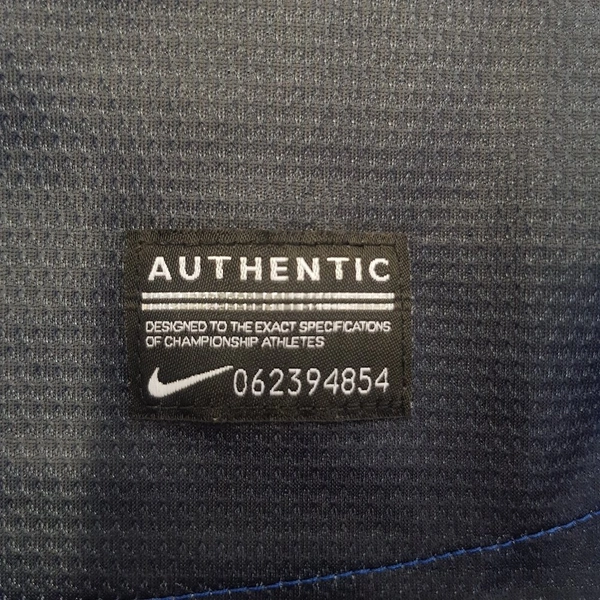 AUTHENTIC
DESIGNED TO THE EXACT SPECIFICATIONS
OF CHAMPIONSHIP ATHLETES
062394854